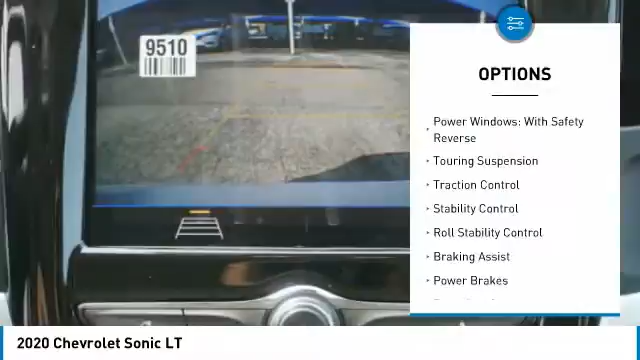 9510
OPTIONS
Power Windows: With Safety
Reverse
Touring Suspension
Traction Control
Stability Control
Roll Stability Control
Braking Assist
Power Brakes
2020 Chevrolet Sonic LT